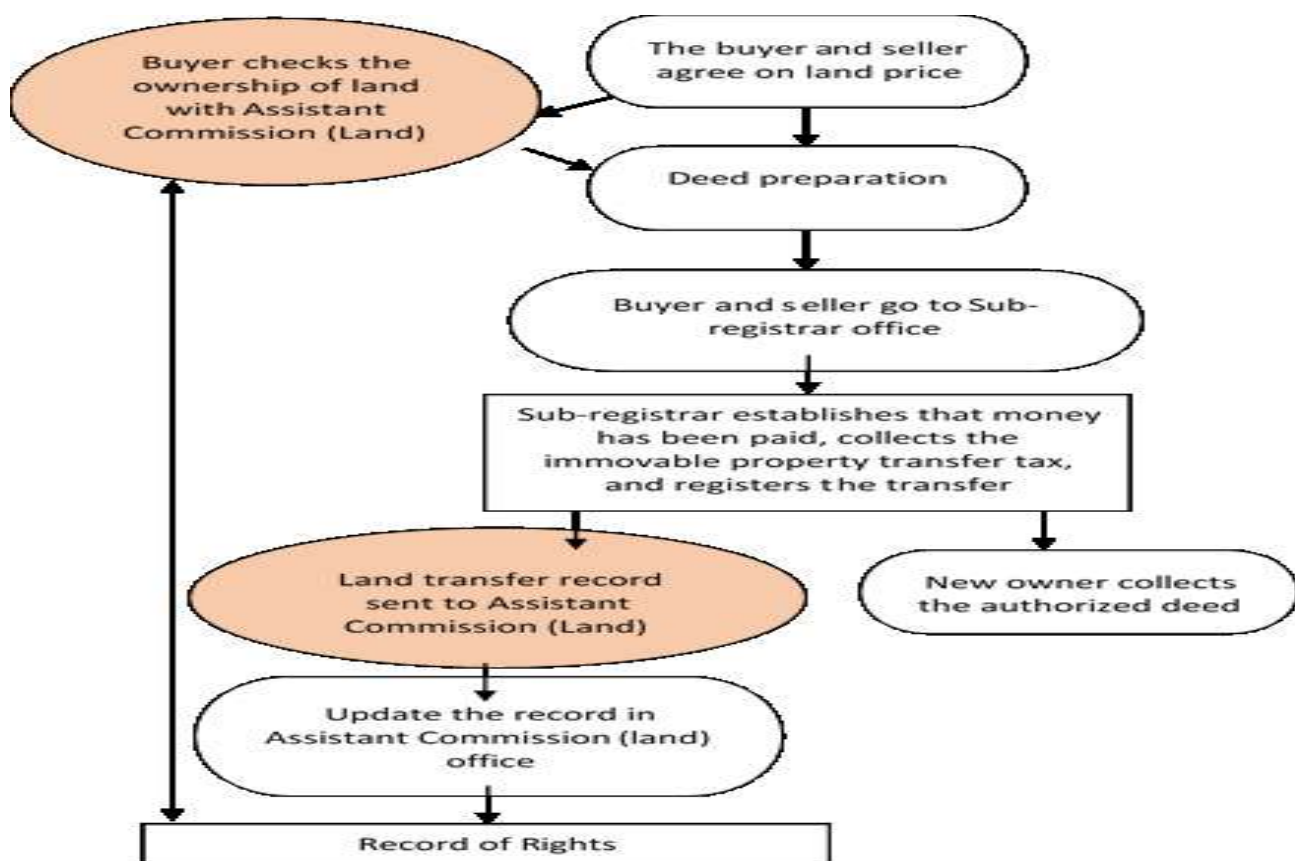 The buyer and seller
agree on land price
Buyer checks the
ownership of land
with Assistant
Commission (Land)
Deed preparation
Buyer and seller go to Sub-
registrar office
Sub-registrar establishes that money
has been paid, collects the
immovable property transfer tax,
and registers the transfer
Land transfer record
sent to Assistant
Commission (Land)
New owner collects
the authorized deed
Update the record in
Assistant Commission (land)
office
Record of Rights